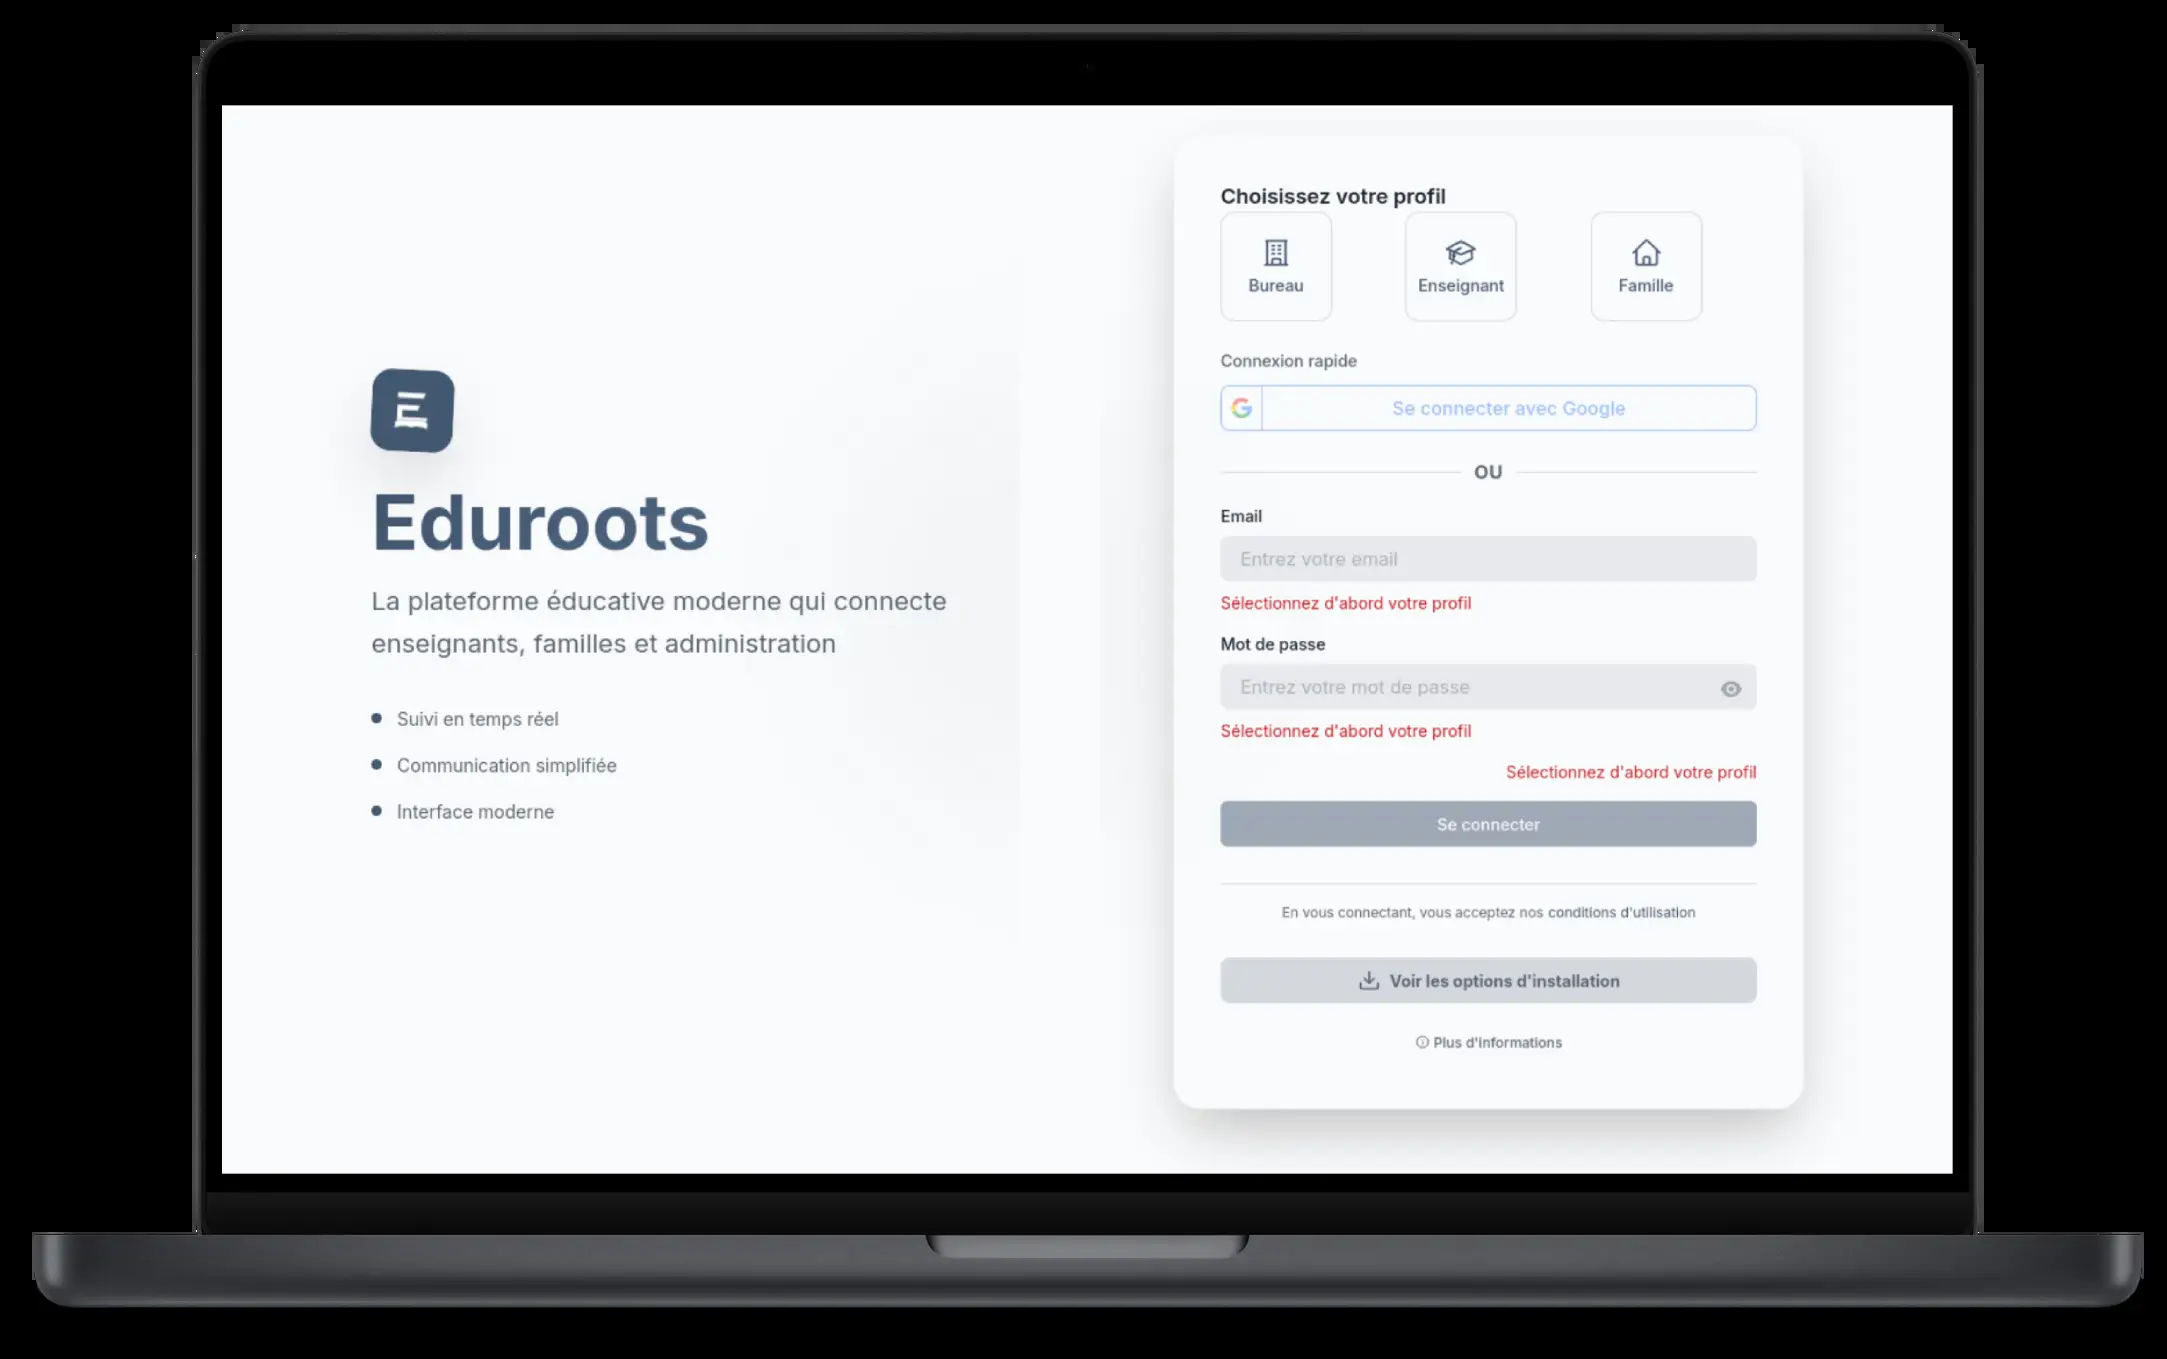 Eduroots
La plateforme éducative moderne qui connecte
enseignants, familles et administration
Suivi en temps réel
Communication simplifiée
Interface moderne
Choisissez votre profil
Bureau
Enseignant
Famille
Connexion rapide
Se connecter avec Google
OU
Email
Entrez votre email
Sélectionnez d'abord votre profil
Mot de passe
Entrez votre mot de passe
Sélectionnez d'abord votre profil
Sélectionnez d'abord votre profil
Se connecter
En vous connectant, vous acceptez nos conditions d'utilisation
Voir les options d'installation
Plus d'informations